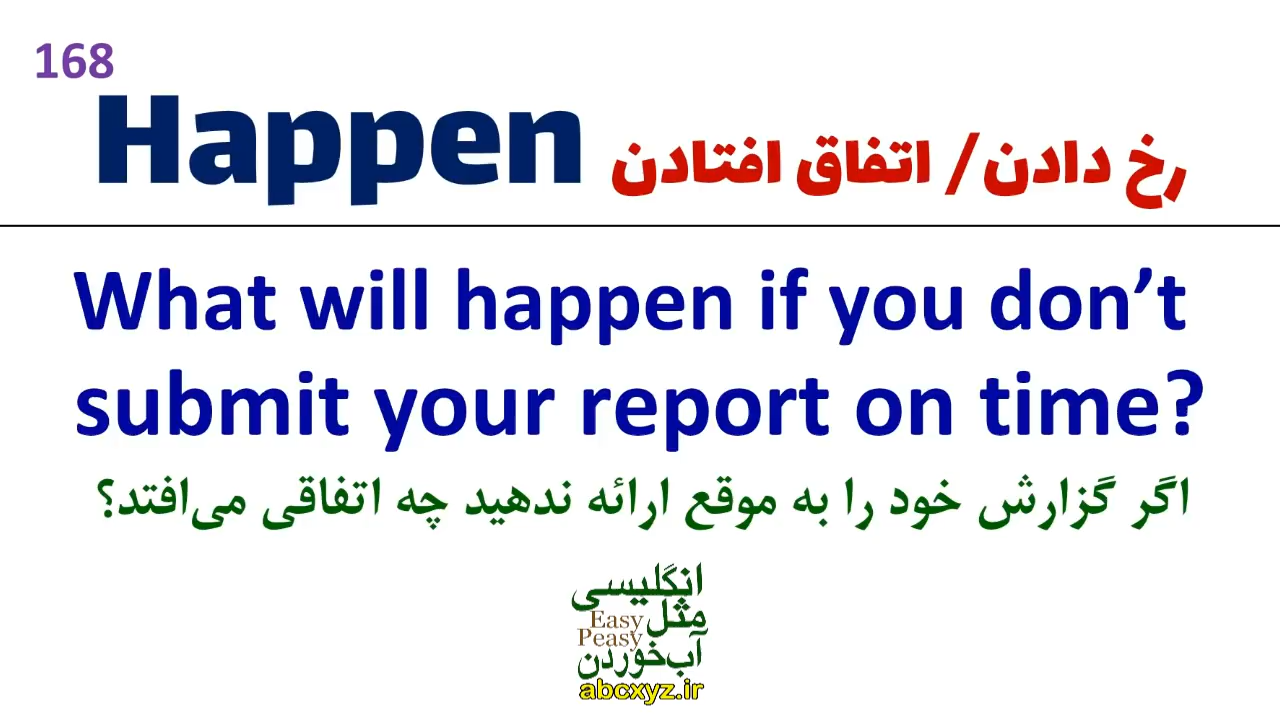 168
Happen رخ دادن/ اتفاق افتادن
What will happen if you don’t
submit your report on time?
اگر گزارش خود را به موقع ارائه ندهید چه اتفاقی می‌افتد؟
انگلیسی
مثل Easy
Peasy
آب‌خوردن
abcxyz.ir